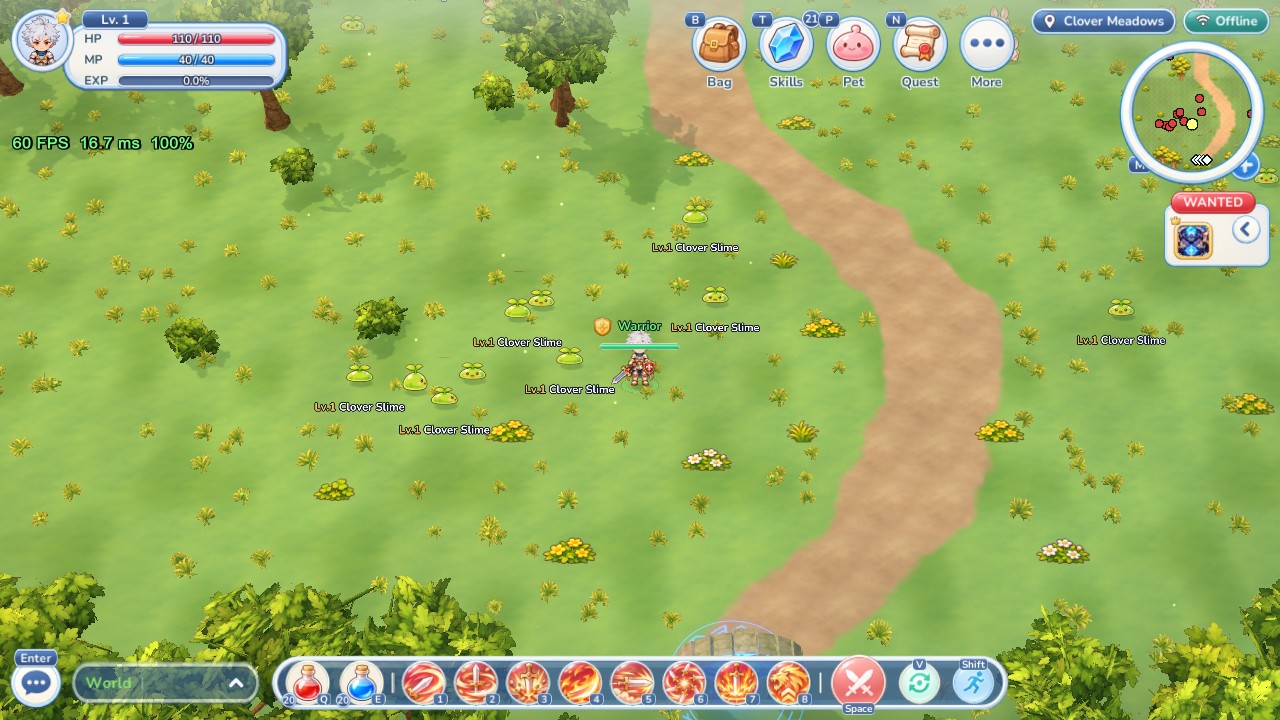 Lv. 1
HP 110 / 110
MP 40 / 40
EXP 0.0%
60 FPS 16.7 ms 100%
B
Bag
T
Skills
21
P
Pet
N
Quest
More
Clover Meadows
Offline
M
WANTED
Lv.1 Clover Slime
Warrior
Lv.1 Clover Slime
Lv.1 Clover Slime
Lv.1 Clover Slime
Lv.1 Clover Slime
Lv.1 Clover Slime
Lv.1 Clover Slime
Enter
World
20 Q
20 E
1
2
3
4
5
6
7
8
Space
V
Shift